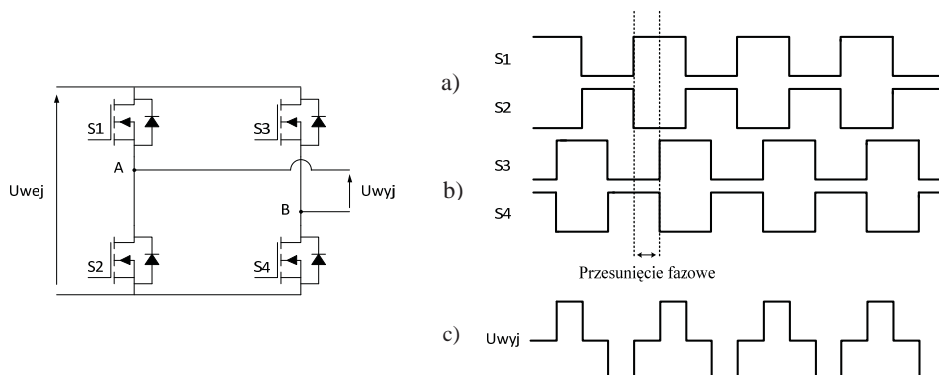 S1
S3
A
Uwej
Uwyj
B
S2
S4
a)
S1
S2
b)
S3
S4
Przesunięcie fazowe
c)
Uwyj